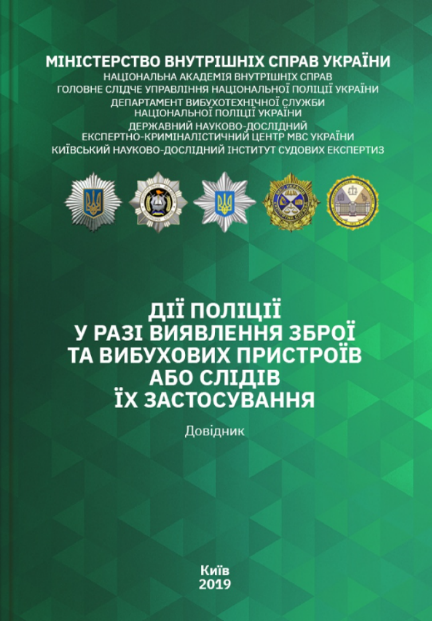 МІНІСТЕРСТВО ВНУТРІШНІХ СПРАВ УКРАЇНИ
НАЦІОНАЛЬНА АКАДЕМІЯ ВНУТРІШНІХ СПРАВ
ГОЛОВНЕ СЛІДЧЕ УПРАВЛІННЯ НАЦІОНАЛЬНОЇ ПОЛІЦІЇ УКРАЇНИ
ДЕПАРТАМЕНТ ВИБУХОТЕХНІЧНОЇ СЛУЖБИ
НАЦІОНАЛЬНОЇ ПОЛІЦІЇ УКРАЇНИ
ДЕРЖАВНИЙ НАУКОВО-ДОСЛІДНИЙ
ЕКСПЕРТНО-КРИМІНАЛІСТИЧНИЙ ЦЕНТР МВС УКРАЇНИ
КИЇВСЬКИЙ НАУКОВО-ДОСЛІДНИЙ ІНСТИТУТ СУДОВИХ ЕКСПЕРТИЗ
ДІЇ ПОЛІЦІЇ
У РАЗІ ВИЯВЛЕННЯ ЗБРОЇ
ТА ВИБУХОВИХ ПРИСТРОЇВ
АБО СЛІДІВ
ЇХ ЗАСТОСУВАННЯ
Довідник
Київ
2019